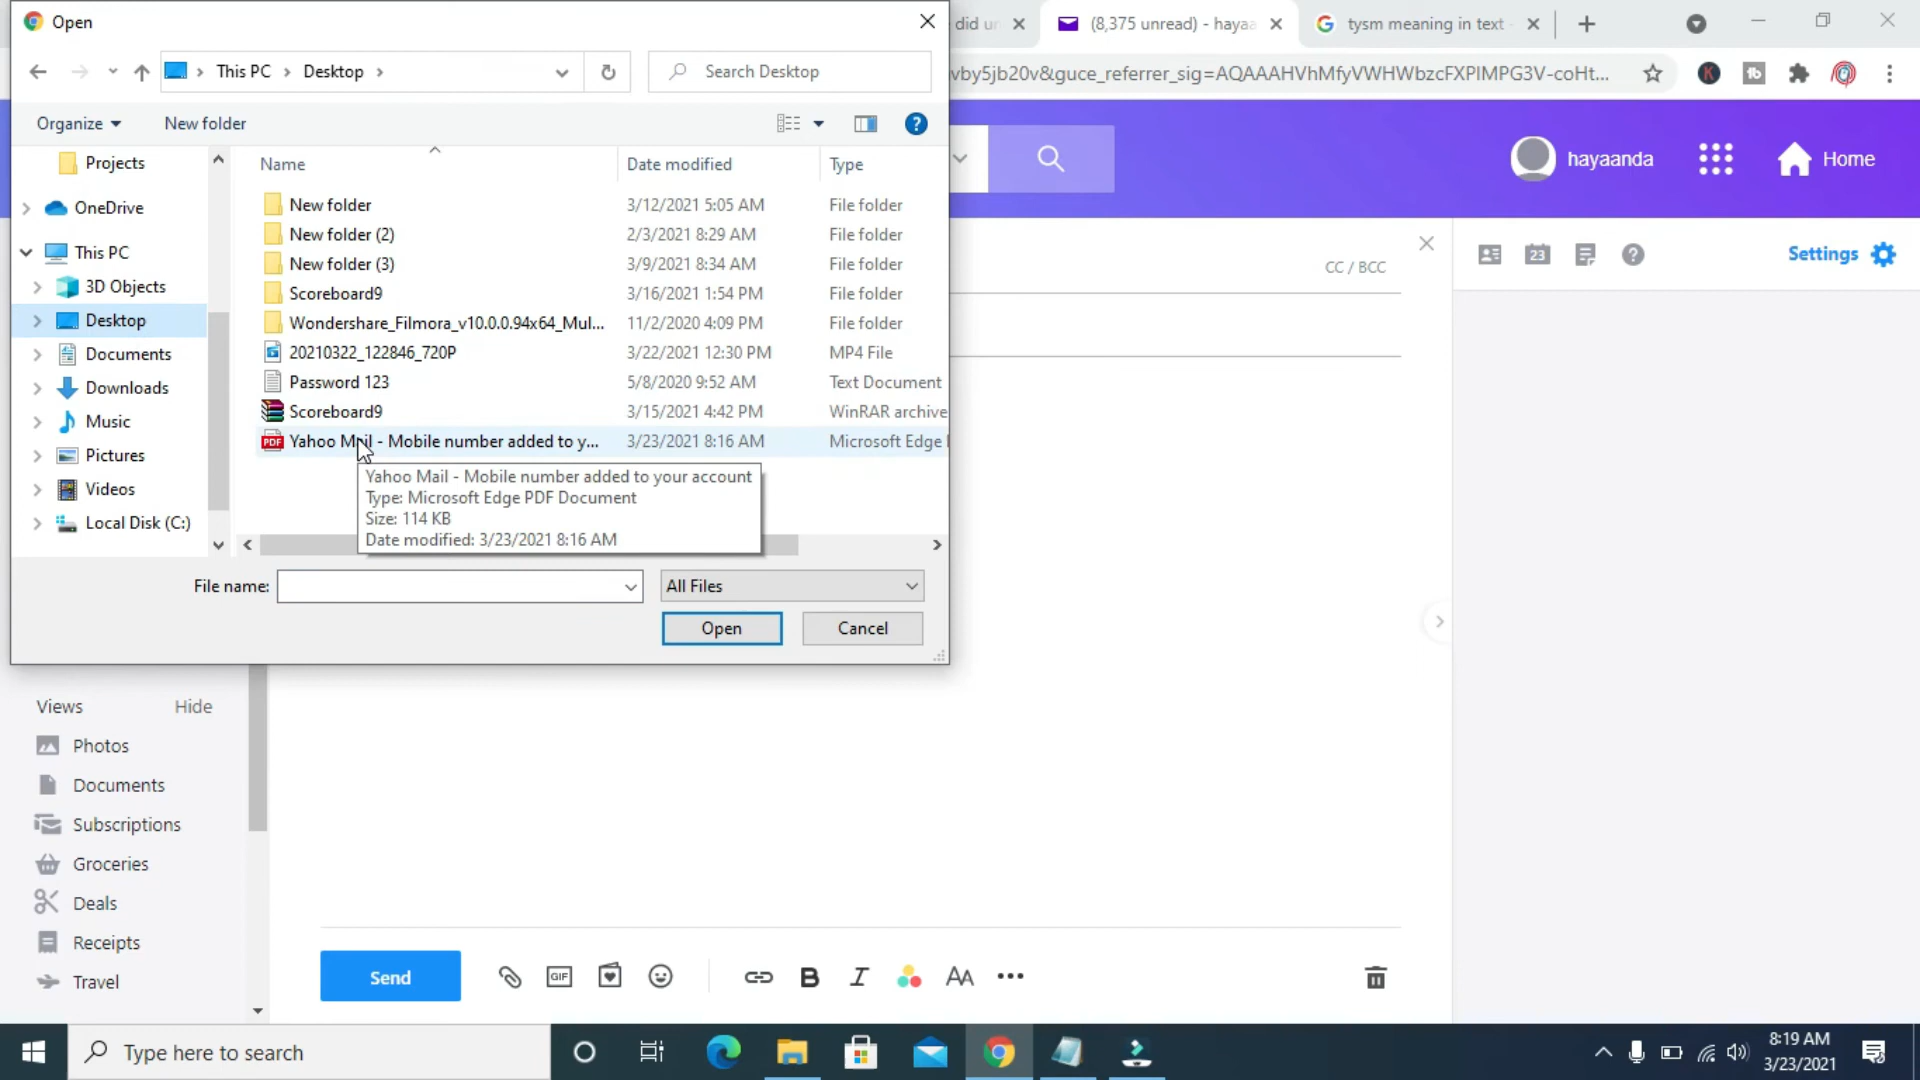 Open
did ur
(8,375 unread) - hayaa
tysm meaning in text -
This PC > Desktop >
Search Desktop
vby5jb20v&guce_referrer_sig=AQAAAHVhMfyVWHWbzcFXPIMPG3V-coHt...
Organize
New folder
Name
Date modified
Type
Projects
OneDrive
This PC
3D Objects
Desktop
Documents
Downloads
Music
Pictures
Videos
Local Disk (C:)
New folder 3/12/2021 5:05 AM File folder
New folder (2) 2/3/2021 8:29 AM File folder
New folder (3) 3/9/2021 8:34 AM File folder
Scoreboard9 3/16/2021 1:54 PM File folder
Wondershare_Filmora_v10.0.0.94x64_Mul... 11/2/2020 4:09 PM File folder
20210322_122846_720P 3/22/2021 12:30 PM MP4 File
Password 123 5/8/2020 9:52 AM Text Document
Scoreboard9 3/15/2021 4:42 PM WinRAR archive
PDF Yahoo Mail - Mobile number added to y... 3/23/2021 8:16 AM Microsoft Edge
Yahoo Mail - Mobile number added to your account
Type: Microsoft Edge PDF Document
Size: 114 KB
Date modified: 3/23/2021 8:16 AM
File name:
All Files
Open
Cancel
hayaanda
Home
CC / BCC
23
Settings
Views
Hide
Photos
Documents
Subscriptions
Groceries
Deals
Receipts
Travel
Send
GIF
B
I
AA
Type here to search
8:19 AM
3/23/2021